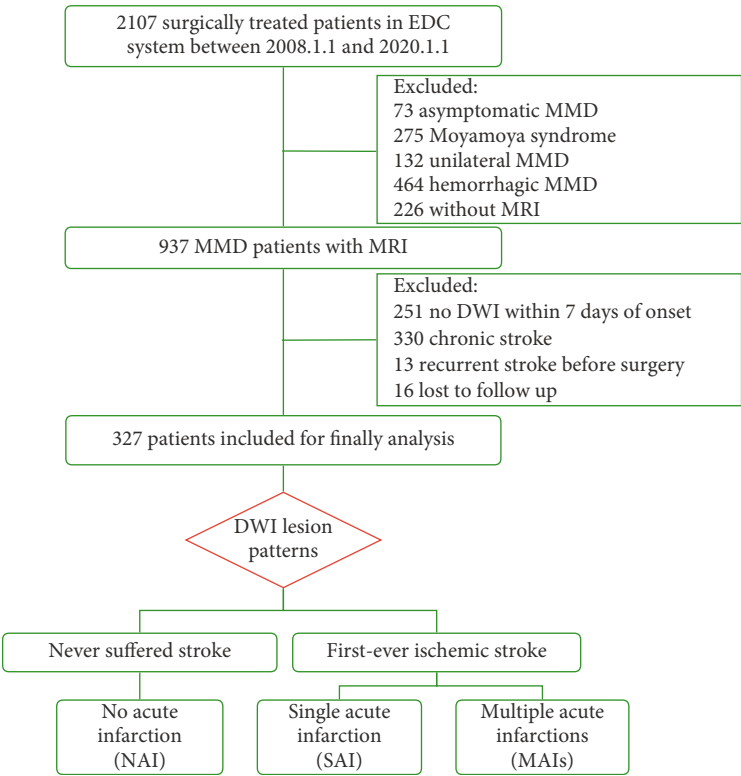 2107 surgically treated patients in EDC
system between 2008.1.1 and 2020.1.1
Excluded:
73 asymptomatic MMD
275 Moyamoya syndrome
132 unilateral MMD
464 hemorrhagic MMD
226 without MRI
937 MMD patients with MRI
Excluded:
251 no DWI within 7 days of onset
330 chronic stroke
13 recurrent stroke before surgery
16 lost to follow up
327 patients included for finally analysis
DWI lesion
patterns
Never suffered stroke
First-ever ischemic stroke
No acute
infarction
(NAI)
Single acute
infarction
(SAI)
Multiple acute
infarctions
(MAIs)